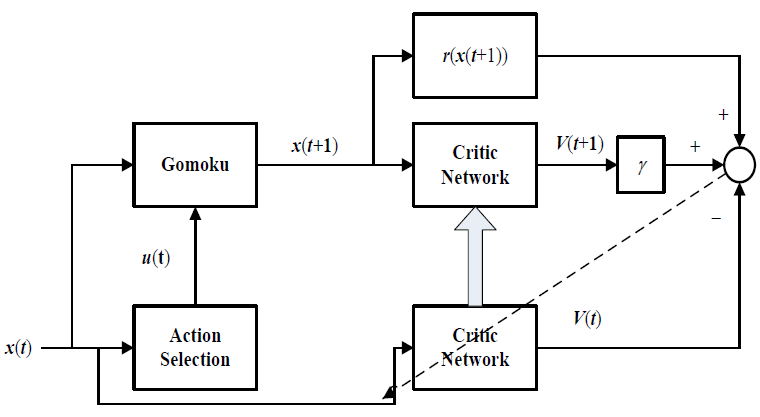 r(x(t+1))
+
x(t+1)
V(t+1)
+
Gomoku
Critic
Network
γ
−
u(t)
V(t)
x(t)
Action
Selection
Critic
Network